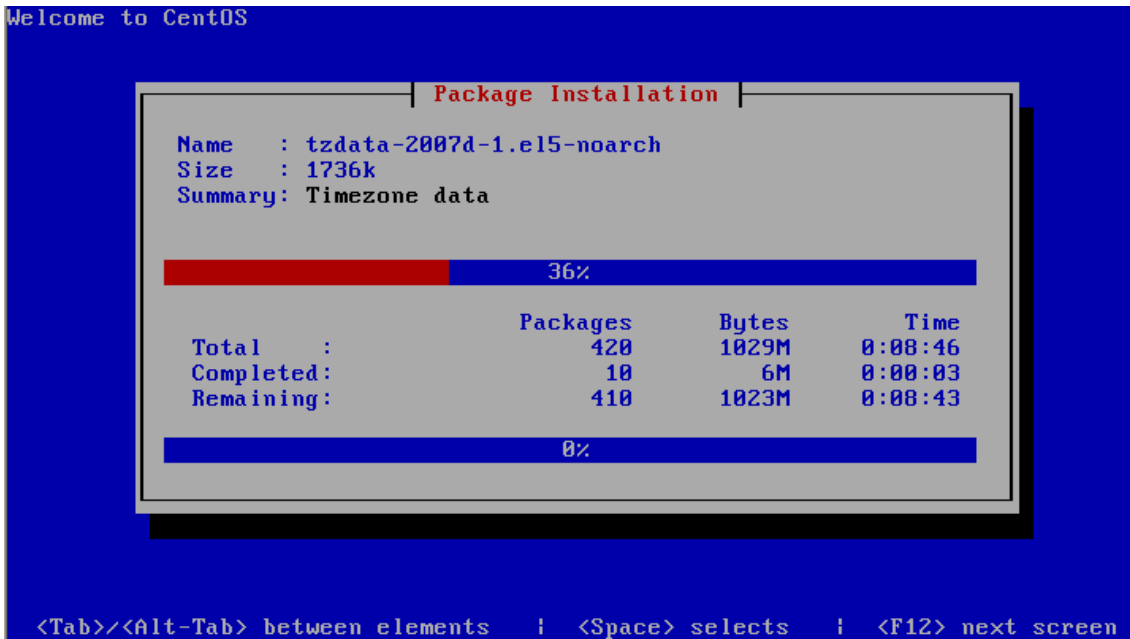 Welcome to CentOS
Package Installation
Name : tzdata-2007d-1.el5-noarch
Size : 1736k
Summary: Timezone data
36%
Packages Bytes Time
Total : 420 1029M 0:08:46
Completed: 10 6M 0:00:03
Remaining: 410 1023M 0:08:43
0%
<Tab>/<Alt-Tab> between elements | <Space> selects | <F12> next screen